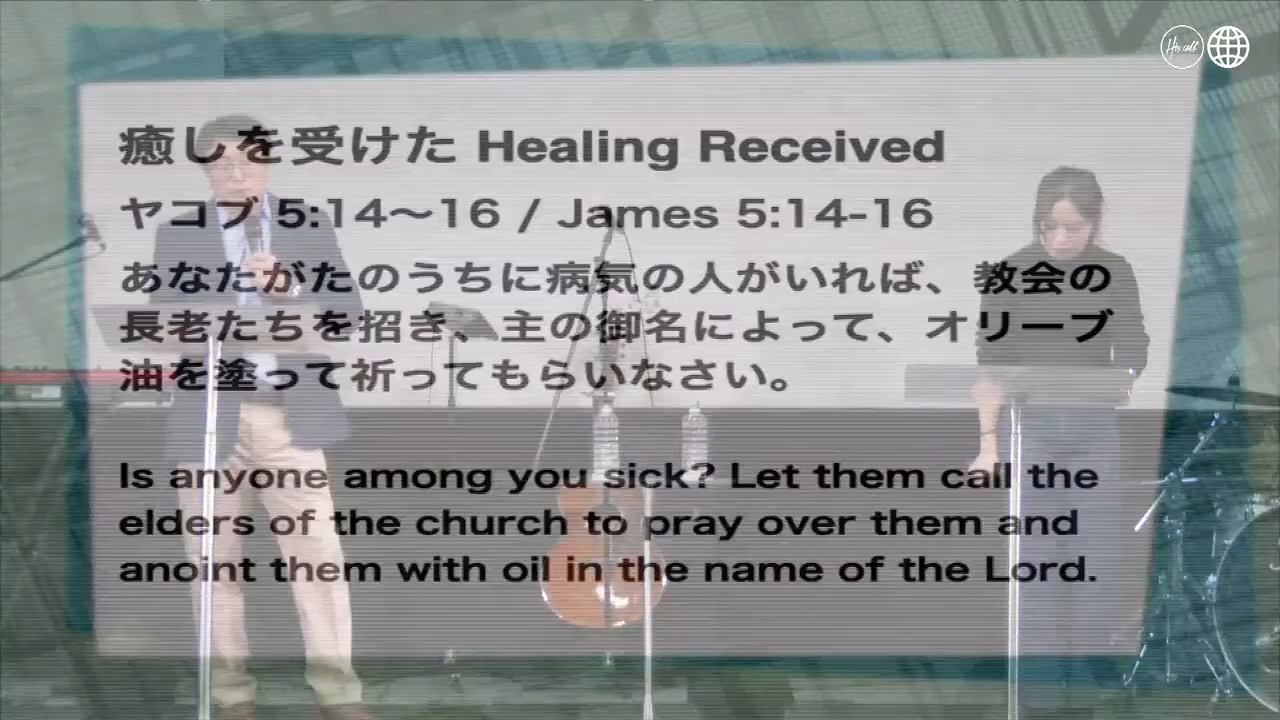 His call
癒しを受けた Healing Received
ヤコブ 5:14〜16 / James 5:14-16
あなたがたのうちに病気の人がいれば、教会の
長老たちを招き、主の御名によって、オリーブ
油を塗って祈ってもらいなさい。
Is anyone among you sick? Let them call the
elders of the church to pray over them and
anoint them with oil in the name of the Lord.